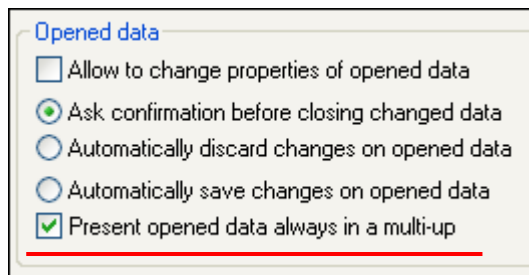 Opened data
Allow to change properties of opened data
Ask confirmation before closing changed data
Automatically discard changes on opened data
Automatically save changes on opened data
Present opened data always in a multi-up